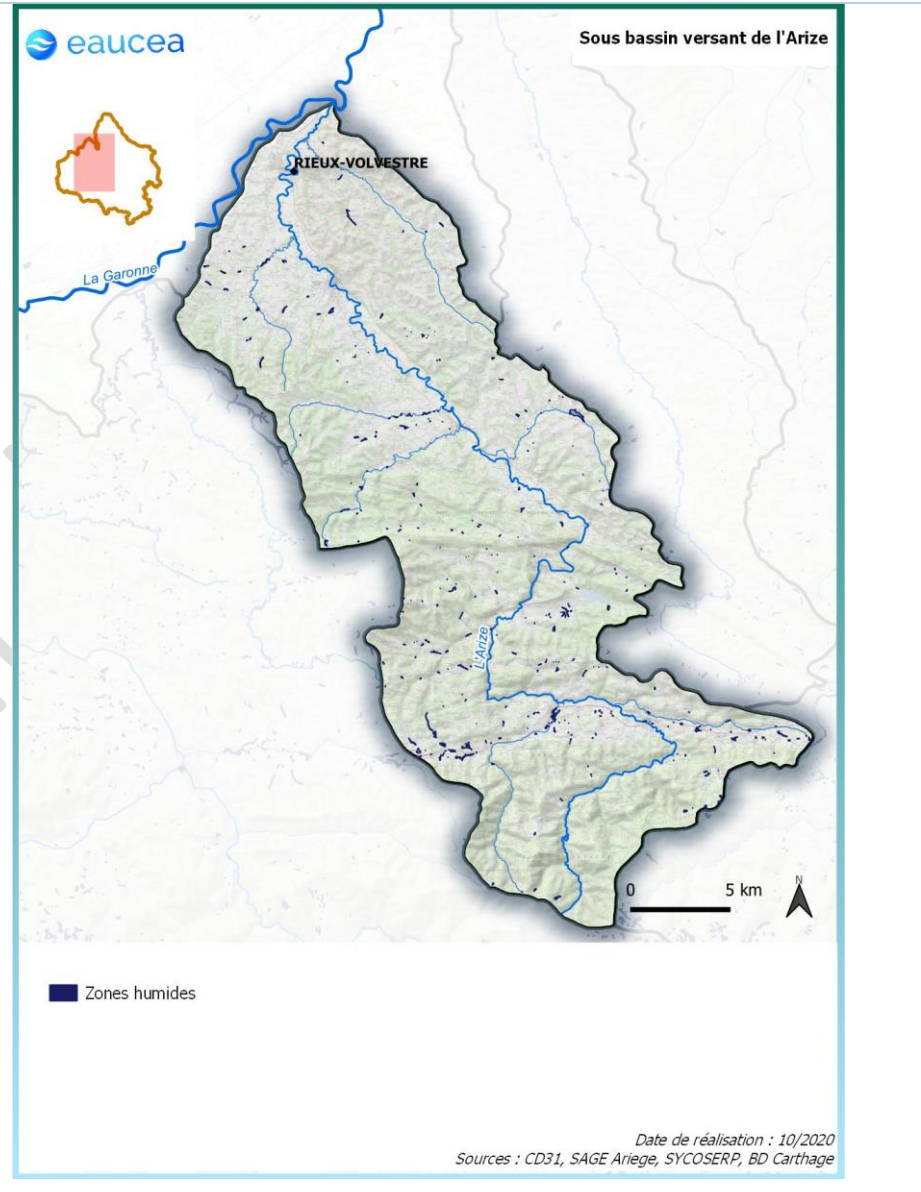 eaucea
Sous bassin versant de l'Arize
RIEUX-VOLVESTRE
La Garonne
L'Arize
N
0 5 km
Zones humides
Date de réalisation : 10/2020
Sources : CD31, SAGE Ariege, SYCOSERP, BD Carthage